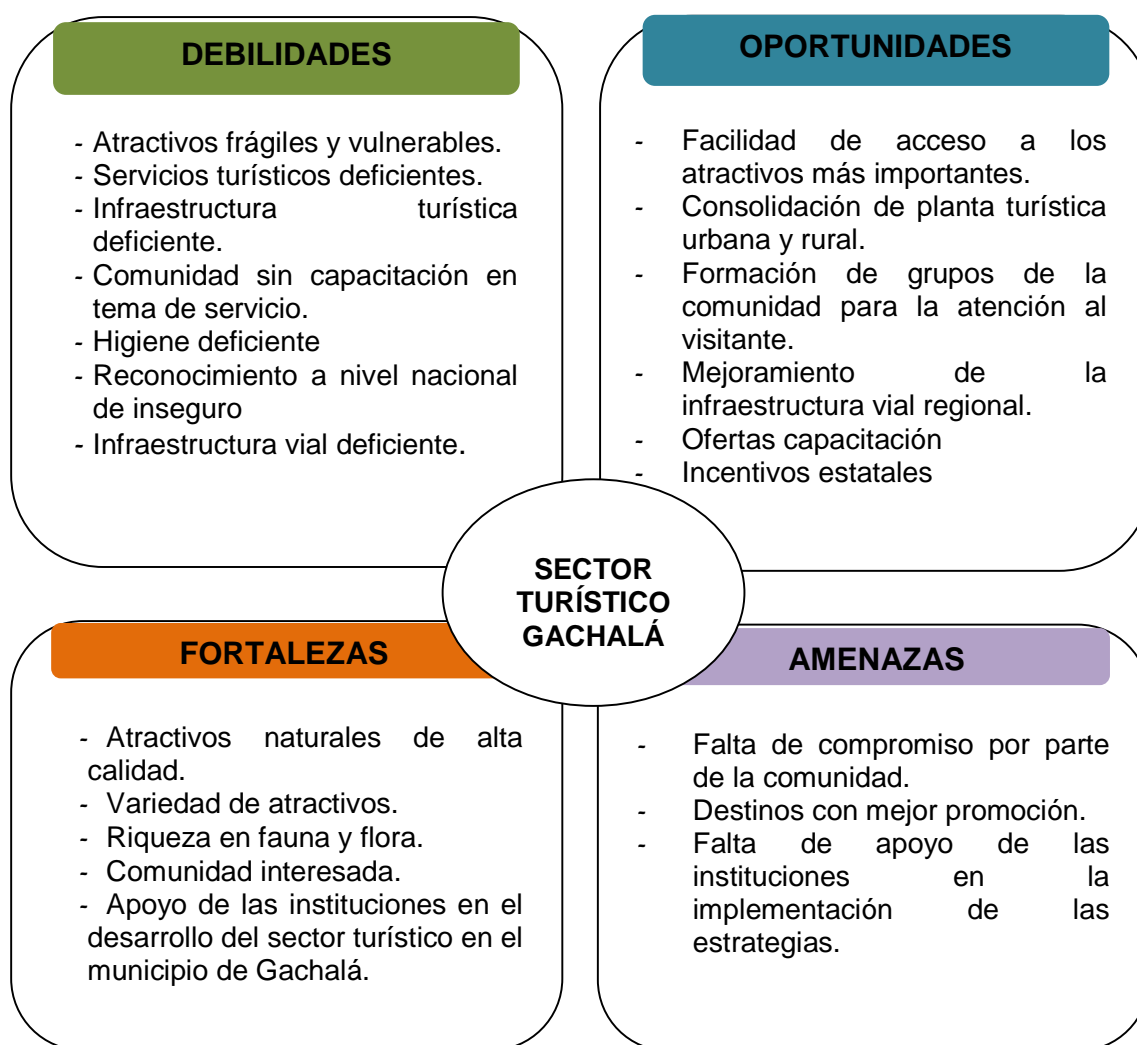 DEBILIDADES
- Atractivos frágiles y vulnerables.
- Servicios turísticos deficientes.
- Infraestructura turística
deficiente.
- Comunidad sin capacitación en
tema de servicio.
- Higiene deficiente
- Reconocimiento a nivel nacional
de inseguro
- Infraestructura vial deficiente.
OPORTUNIDADES
- Facilidad de acceso a los
atractivos más importantes.
- Consolidación de planta turística
urbana y rural.
- Formación de grupos de la
comunidad para la atención al
visitante.
- Mejoramiento de la
infraestructura vial regional.
- Ofertas capacitación
- Incentivos estatales
SECTOR
TURÍSTICO
GACHALÁ
FORTALEZAS
- Atractivos naturales de alta
calidad.
- Variedad de atractivos.
- Riqueza en fauna y flora.
- Comunidad interesada.
- Apoyo de las instituciones en el
desarrollo del sector turístico en el
municipio de Gachalá.
AMENAZAS
- Falta de compromiso por parte
de la comunidad.
- Destinos con mejor promoción.
- Falta de apoyo de las
instituciones en la
implementación de las
estrategias.